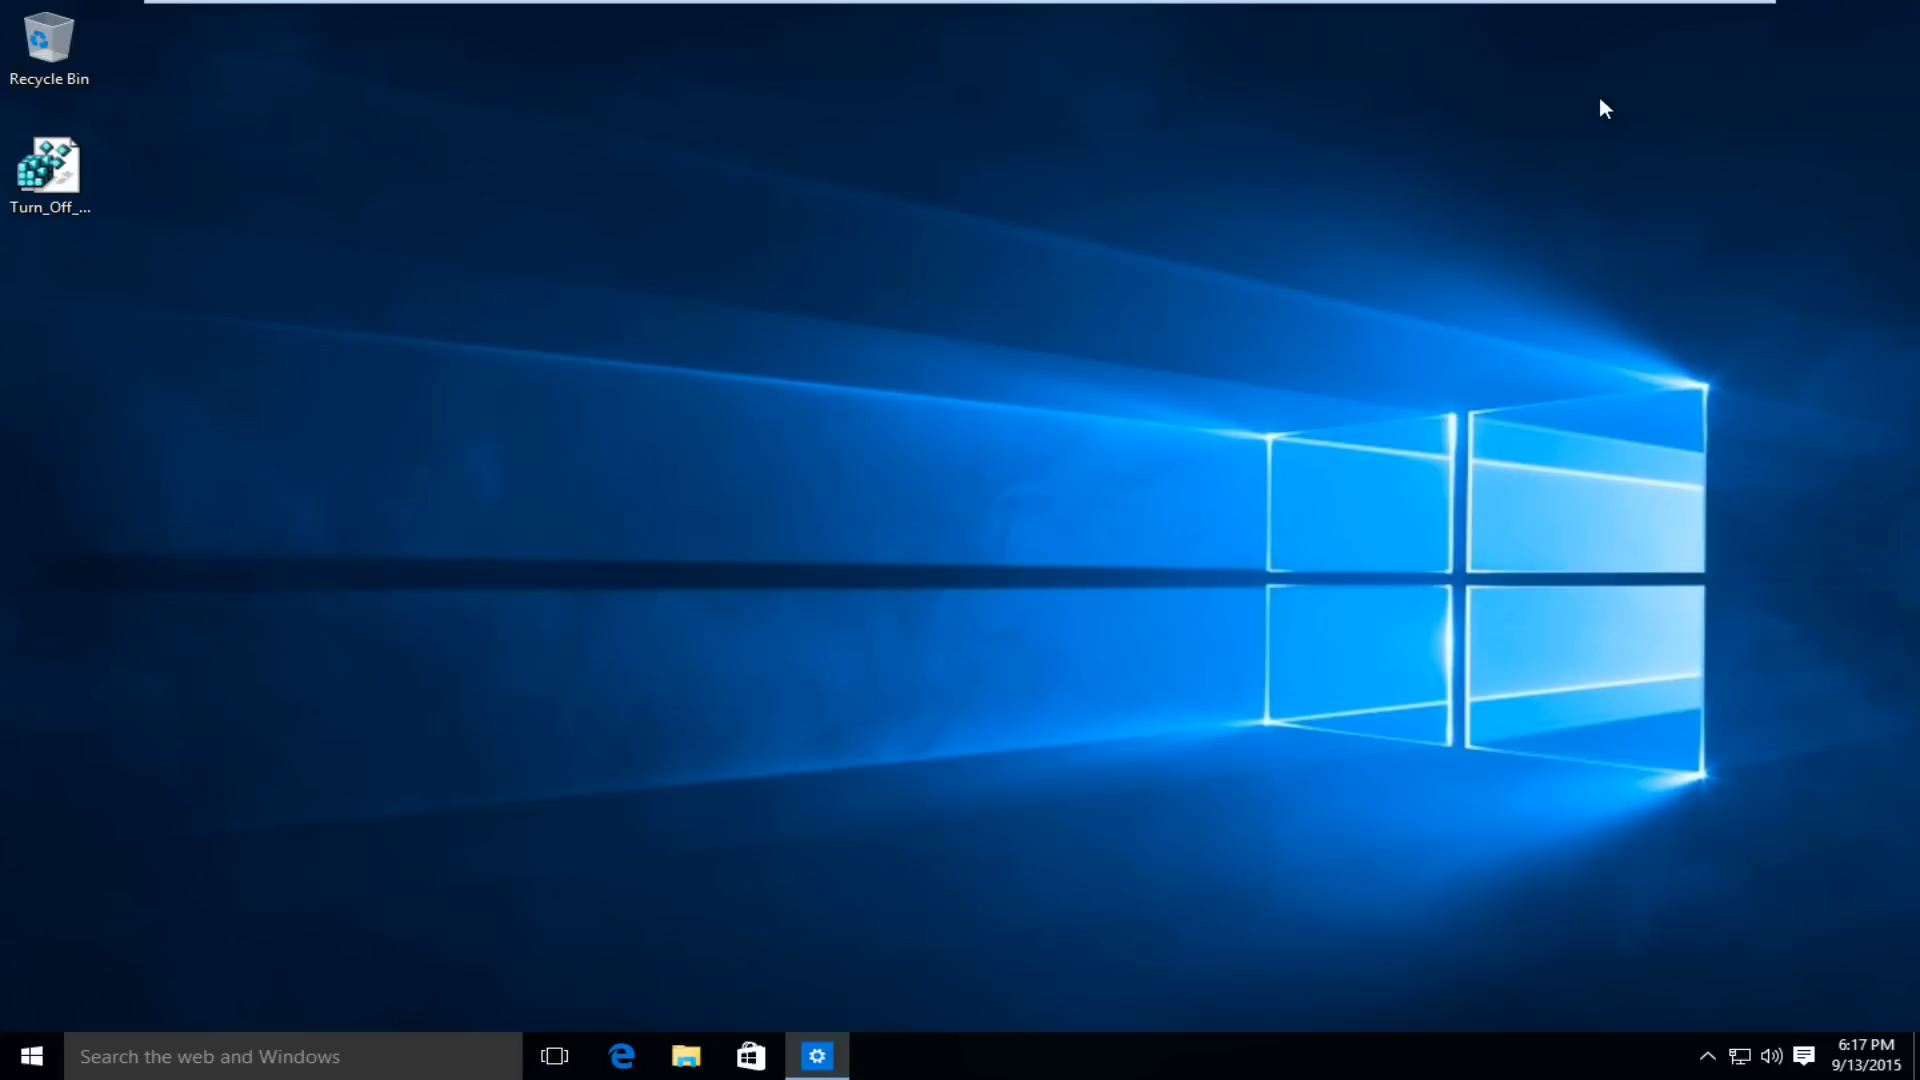 Recycle Bin
Turn_Off_...
Search the web and Windows
6:17 PM
9/13/2015